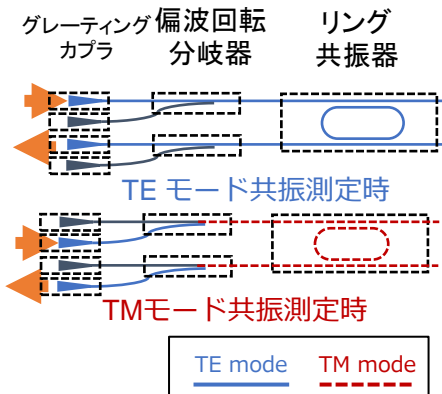 グレーティング
カプラ
偏波回転
分岐器
リング
共振器
TE モード共振測定時
TMモード共振測定時
TE mode
TM mode